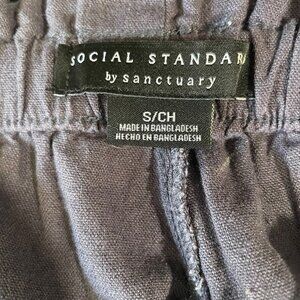 SOCIAL STANDAR
by sanctuary
S/CH
MADE IN BANGLADESH
HECHO EN BANGLADESH